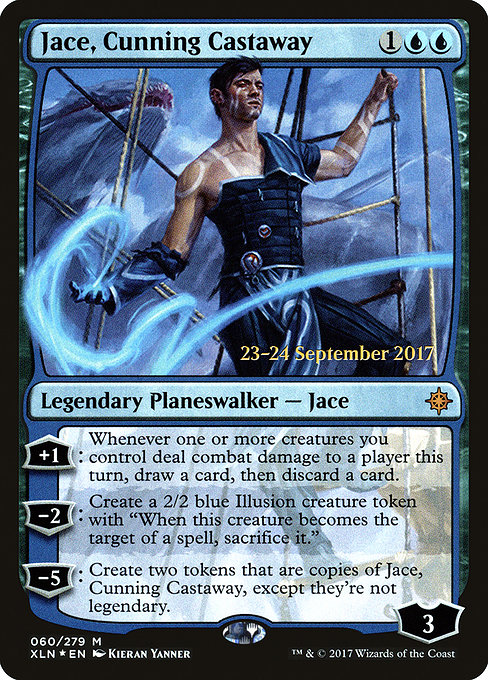 Jace, Cunning Castaway 1
23–24 September 2017
Legendary Planeswalker — Jace
+1: Whenever one or more creatures you
control deal combat damage to a player this
turn, draw a card, then discard a card.
−2: Create a 2/2 blue Illusion creature token
with “When this creature becomes the
target of a spell, sacrifice it.”
−5: Create two tokens that are copies of Jace,
Cunning Castaway, except they’re not
legendary.
3
060/279 M
XLN ★ EN Kieran Yanner ™ & © 2017 Wizards of the Coast